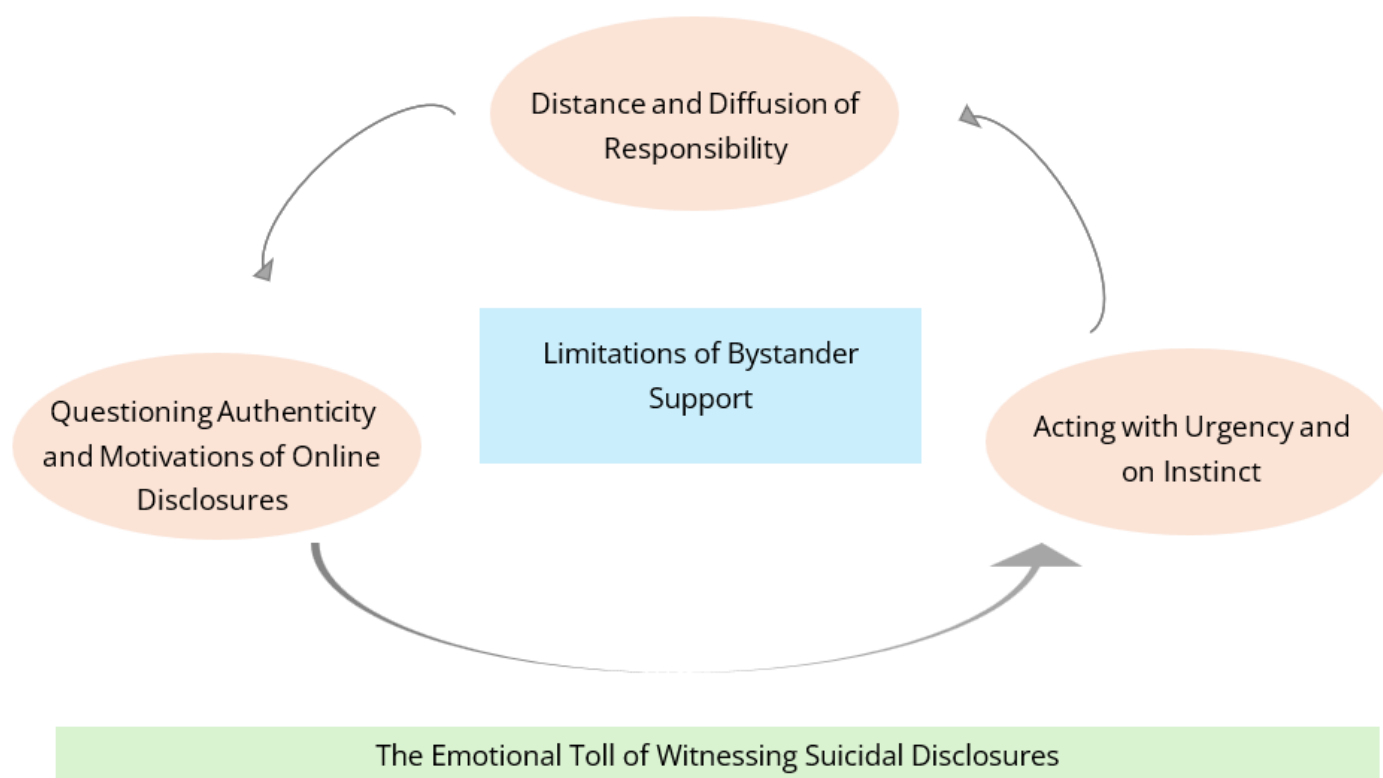 Distance and Diffusion of
Responsibility
Limitations of Bystander
Support
Questioning Authenticity
and Motivations of Online
Disclosures
Acting with Urgency and
on Instinct
The Emotional Toll of Witnessing Suicidal Disclosures